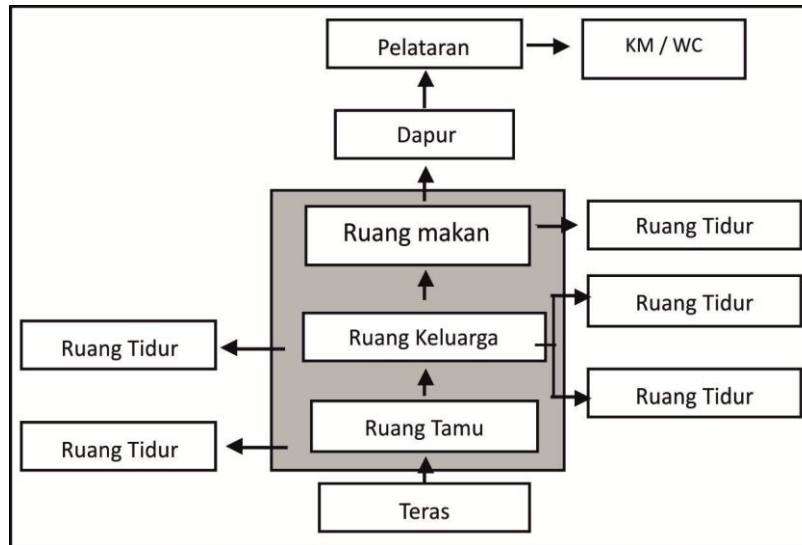 Pelataran
KM / WC
Dapur
Ruang makan
Ruang Tidur
Ruang Tidur
Ruang Keluarga
Ruang Tidur
Ruang Tidur
Ruang Tamu
Ruang Tidur
Teras